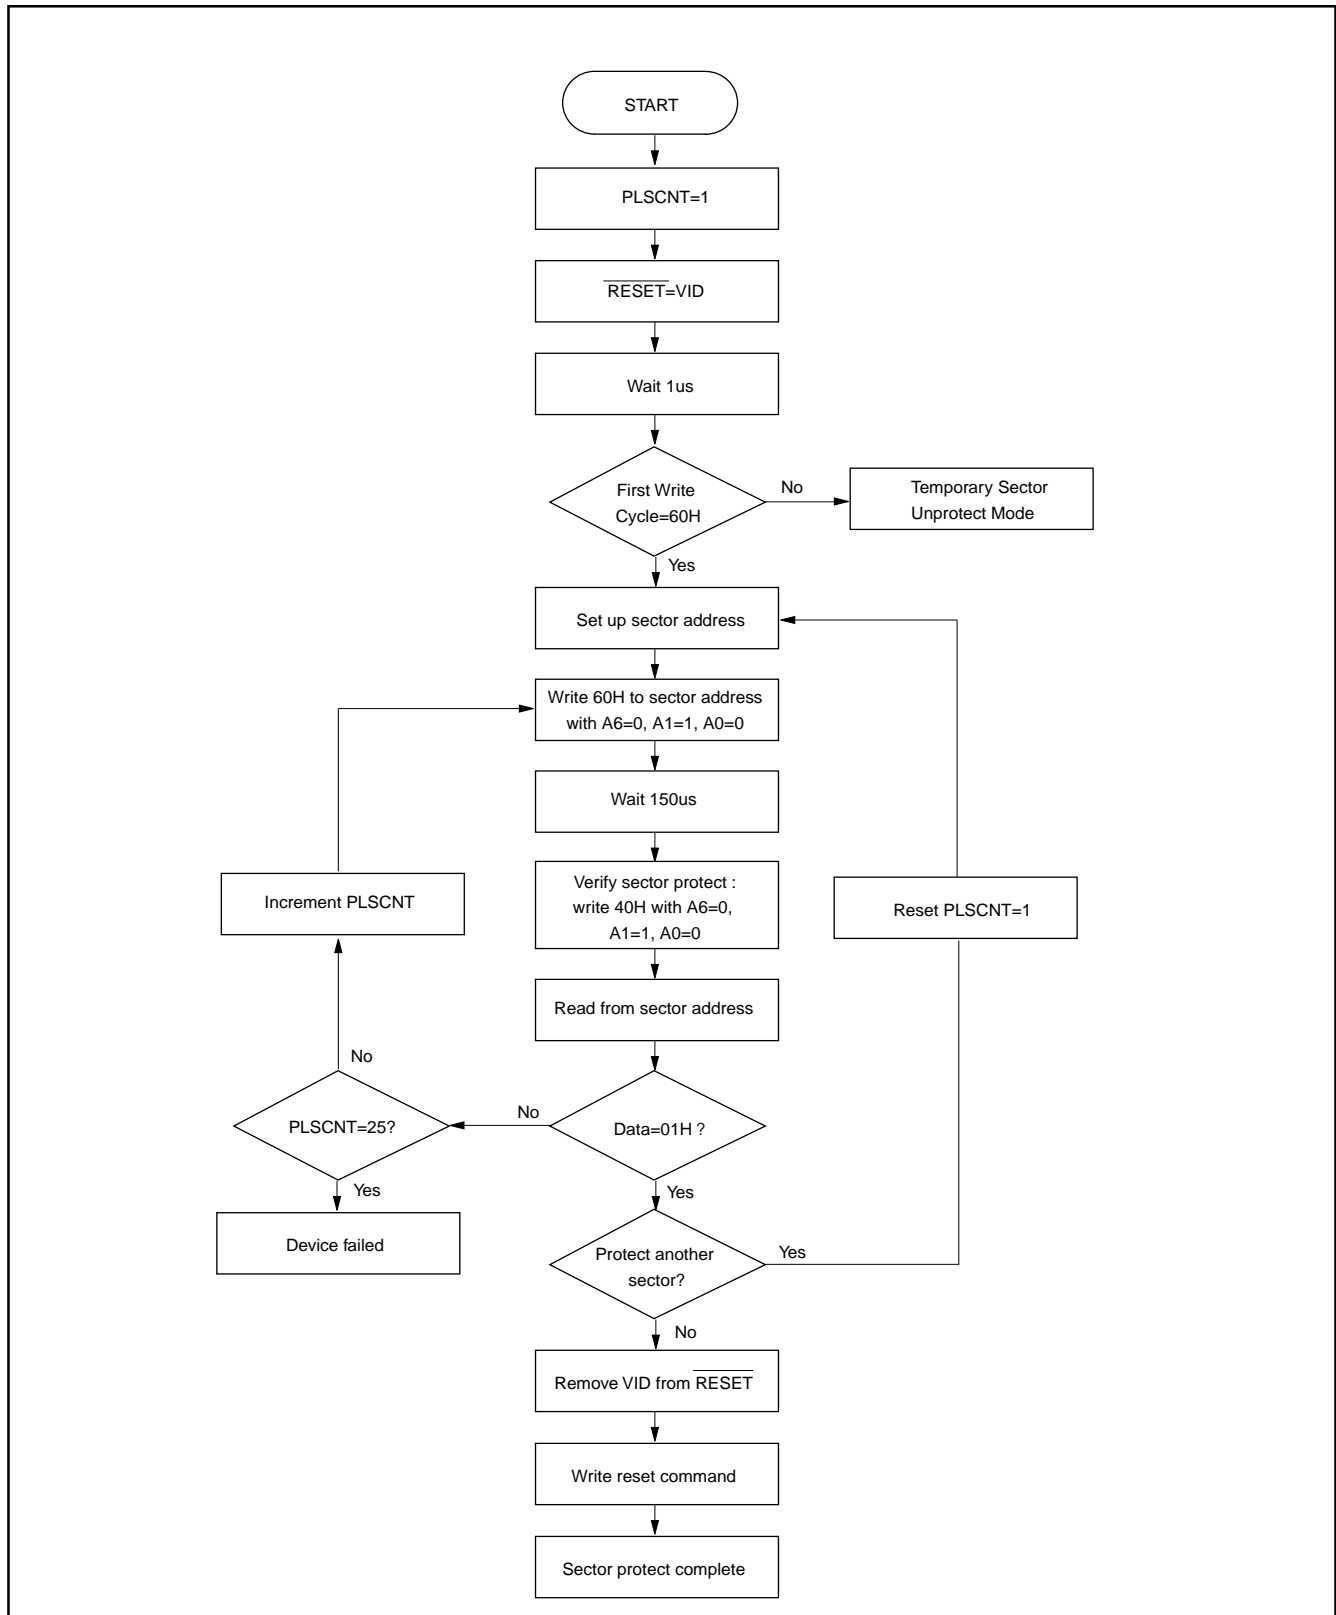 START
PLSCNT=1
RESET=VID
Wait 1us
First Write
Cycle=60H
No
Temporary Sector
Unprotect Mode
Yes
Set up sector address
Write 60H to sector address
with A6=0, A1=1, A0=0
Wait 150us
Verify sector protect :
write 40H with A6=0,
A1=1, A0=0
Increment PLSCNT
Reset PLSCNT=1
Read from sector address
No
PLSCNT=25?
No
Data=01H ?
Yes
Device failed
Yes
Protect another
sector?
Yes
No
Remove VID from RESET
Write reset command
Sector protect complete